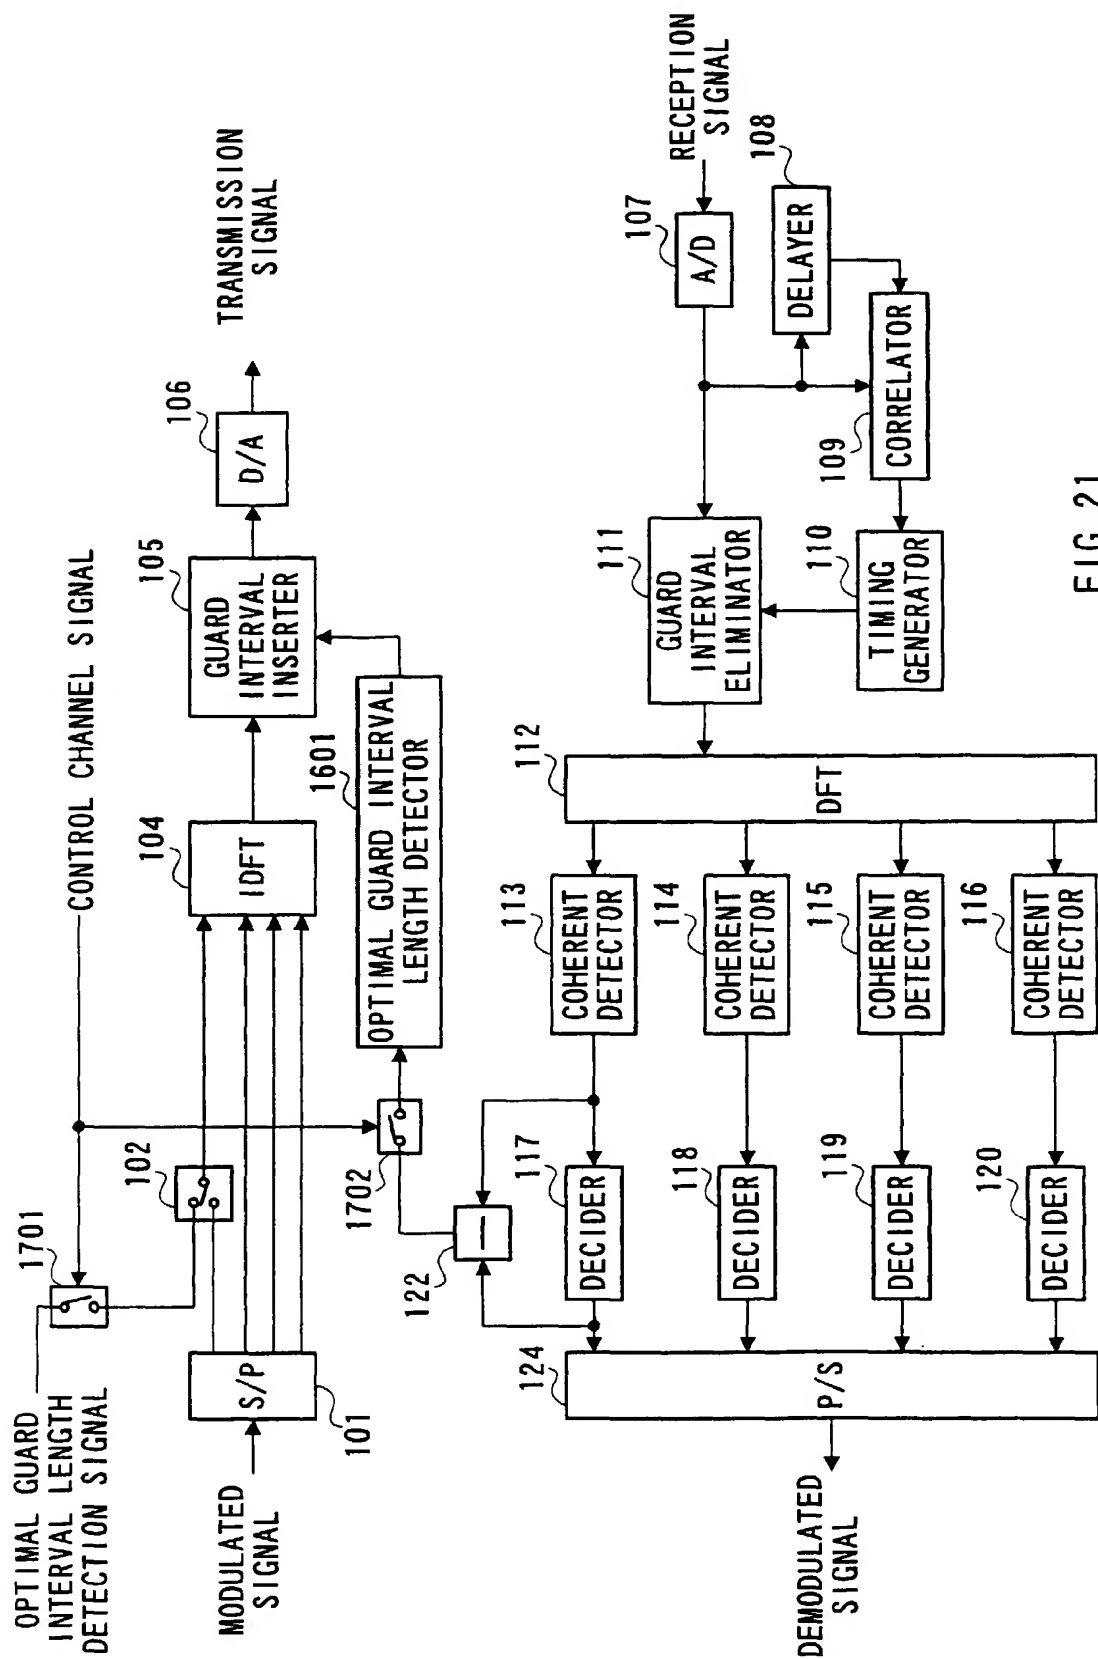 OPTIMAL GUARD
INTERVAL LENGTH
DETECTION SIGNAL
1701
CONTROL CHANNEL SIGNAL
MODULATED
SIGNAL
S/P
101
102
IDFT
104
GUARD
INTERVAL
INSERTER
105
D/A
106
TRANSMISSION
SIGNAL
1702
OPTIMAL GUARD INTERVAL
LENGTH DETECTOR
1601
122
RECEPTION
SIGNAL
A/D
107
DELAYER
108
CORRELATOR
109
TIMING
GENERATOR
110
GUARD
INTERVAL
ELIMINATOR
111
DFT
112
COHERENT
DETECTOR
113
COHERENT
DETECTOR
114
COHERENT
DETECTOR
115
COHERENT
DETECTOR
116
DECIDER
117
DECIDER
118
DECIDER
119
DECIDER
120
P/S
124
DEMODULATED
SIGNAL
FIG. 21